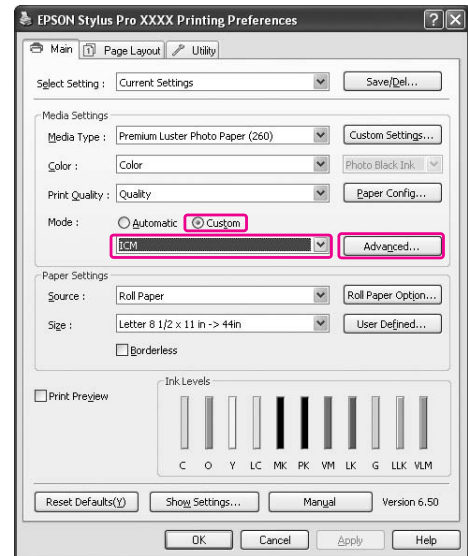 EPSON Stylus Pro XXXX Printing Preferences
Main Page Layout Utility
Select Setting : Current Settings Save/Del...
Media Settings
Media Type : Premium Luster Photo Paper (260) Custom Settings...
Color : Color Photo Black Ink
Print Quality : Quality Paper Config...
Mode : Automatic Custom
ICM Advanced...
Paper Settings
Source : Roll Paper Roll Paper Option...
Size : Letter 8 1/2 x 11 in -> 44in User Defined...
Borderless
Print Preview
Ink Levels
C O Y LC MK PK VM LK G LLK VLM
Reset Defaults(Y) Show Settings... Manual Version 6.50
OK Cancel Apply Help